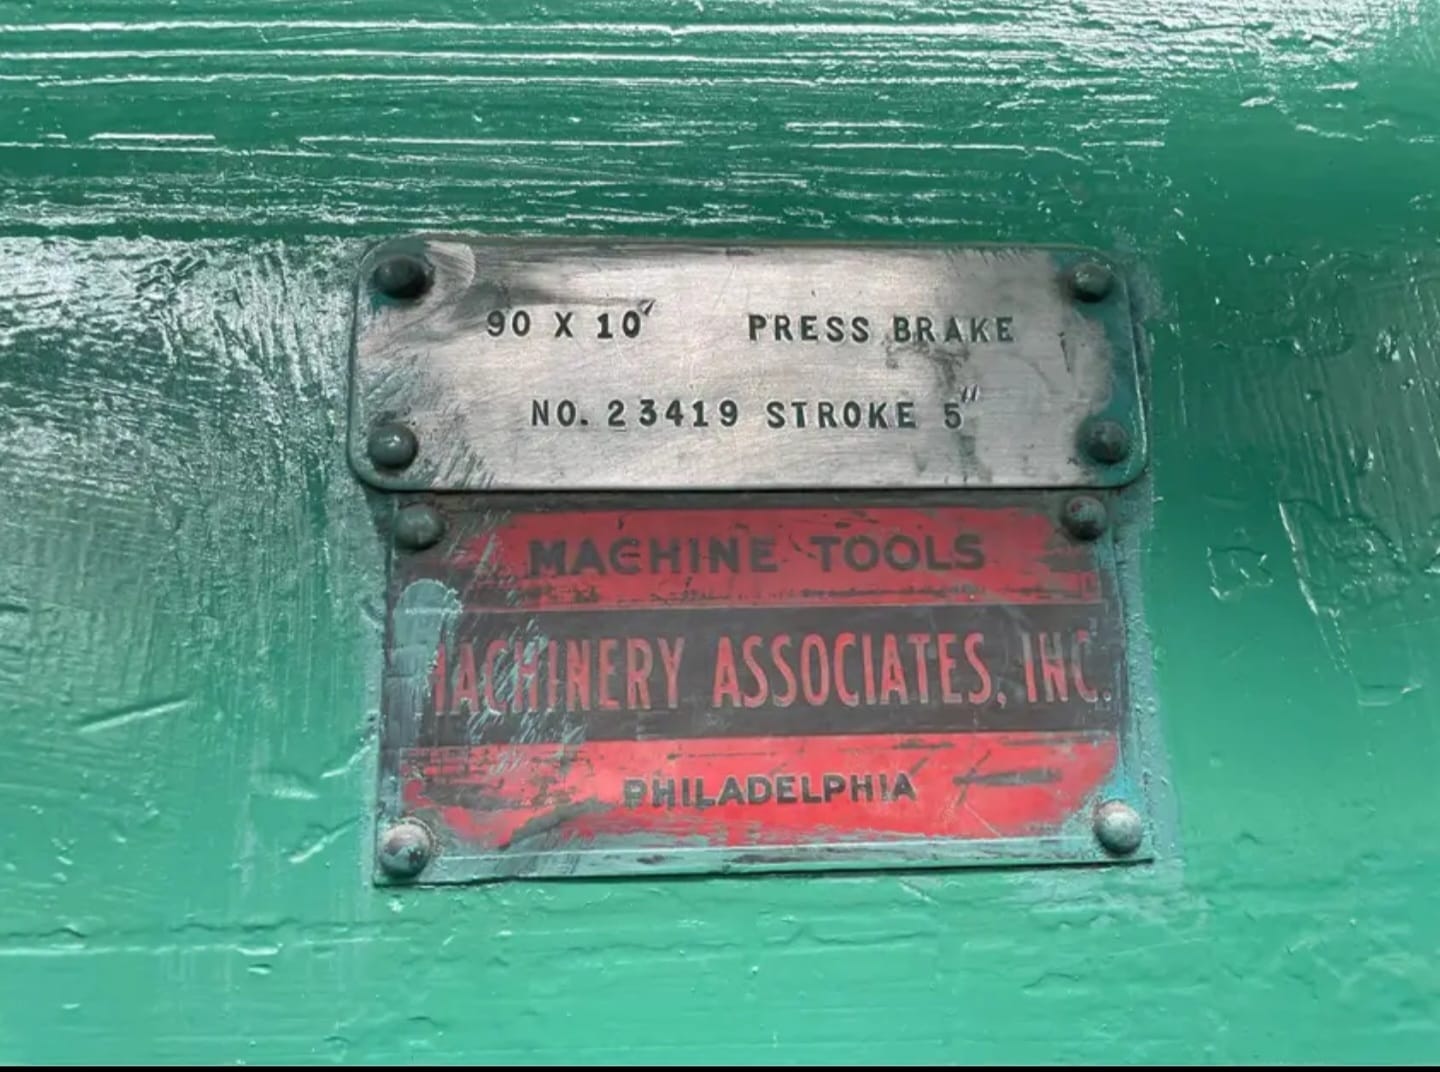 90 X 10' PRESS BRAKE
NO. 23419 STROKE 5"
MACHINE TOOLS
MACHINERY ASSOCIATES, INC.
PHILADELPHIA